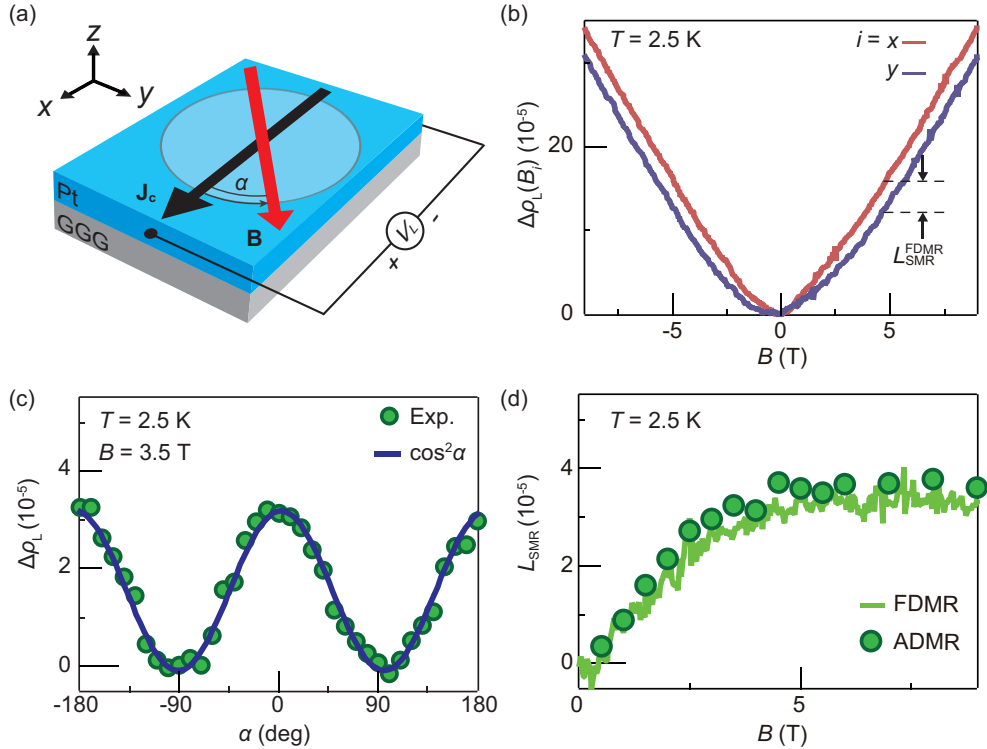 (a)
z
x
y
Pt
GGG
J_c
α
B
V_L
+
-
(b)
T = 2.5 K
i = x
y
Δρ_L(B_i) (10^-5)
20
0
L_SMR^FDMR
-5
0
5
B (T)
(c)
T = 2.5 K
B = 3.5 T
Exp.
cos²α
Δρ_L (10^-5)
4
2
0
-180
-90
0
90
180
α (deg)
(d)
T = 2.5 K
L_SMR (10^-5)
4
2
0
FDMR
ADMR
0
5
B (T)